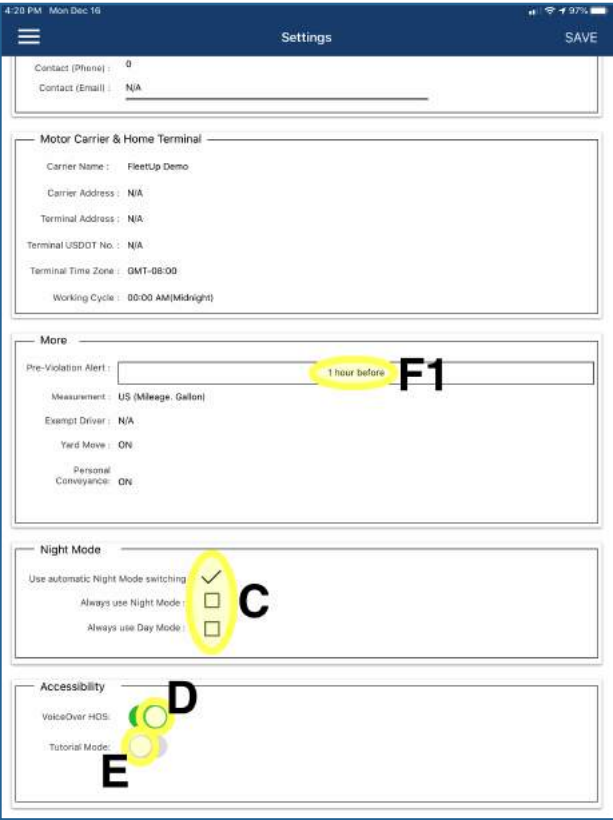 4:20 PM Mon Dec 16 97%
Settings SAVE
Contact (Phone) : 0
Contact (Email) : N/A
Motor Carrier & Home Terminal
Carrier Name : FleetUp Demo
Carrier Address : N/A
Terminal Address : N/A
Terminal USDOT No. : N/A
Terminal Time Zone : GMT-08:00
Working Cycle : 00:00 AM(Midnight)
More
Pre-Violation Alert : 1 hour before F1
Measurement : US (Mileage. Gallon)
Exempt Driver : N/A
Yard Move : ON
Personal
Conveyance: ON
Night Mode
Use automatic Night Mode switching
Always use Night Mode : C
Always use Day Mode :
Accessibility
D
VoiceOver HOS:
Tutorial Mode:
E